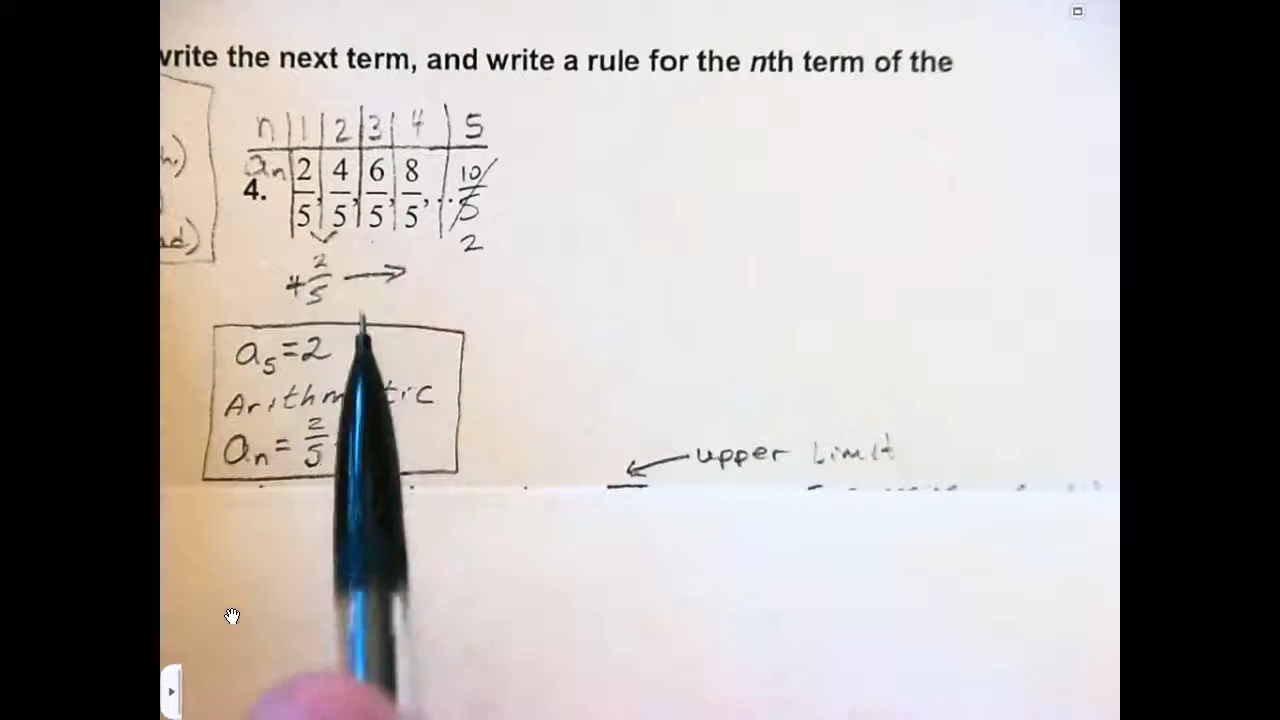 write the next term, and write a rule for the nth term of the
n 1 2 3 4 5
an
4. 2/5, 4/5, 6/5, 8/5, ... 10/5
2
+2/5 →
a5=2
Arithmetic
an = 2/5
← upper Limit